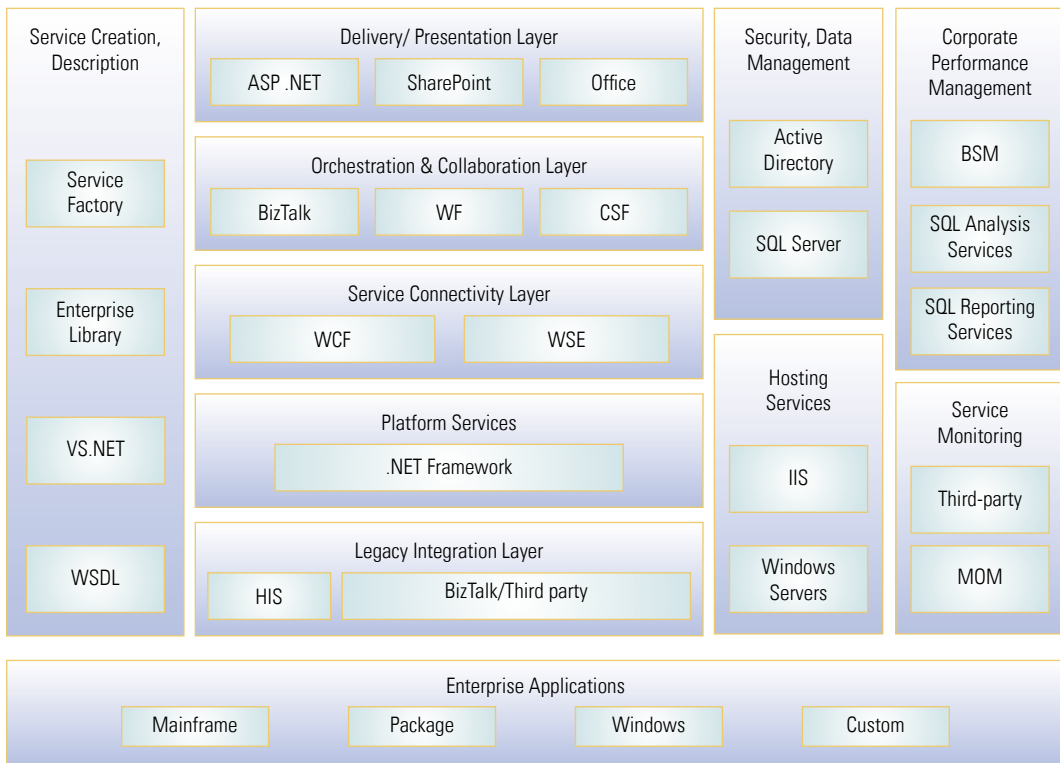 Service Creation,
Description
Service
Factory
Enterprise
Library
VS.NET
WSDL
Delivery/ Presentation Layer
ASP .NET
SharePoint
Office
Orchestration & Collaboration Layer
BizTalk
WF
CSF
Service Connectivity Layer
WCF
WSE
Platform Services
.NET Framework
Legacy Integration Layer
HIS
BizTalk/Third party
Security, Data
Management
Active
Directory
SQL Server
Hosting
Services
IIS
Windows
Servers
Corporate
Performance
Management
BSM
SQL Analysis
Services
SQL Reporting
Services
Service
Monitoring
Third-party
MOM
Enterprise Applications
Mainframe
Package
Windows
Custom